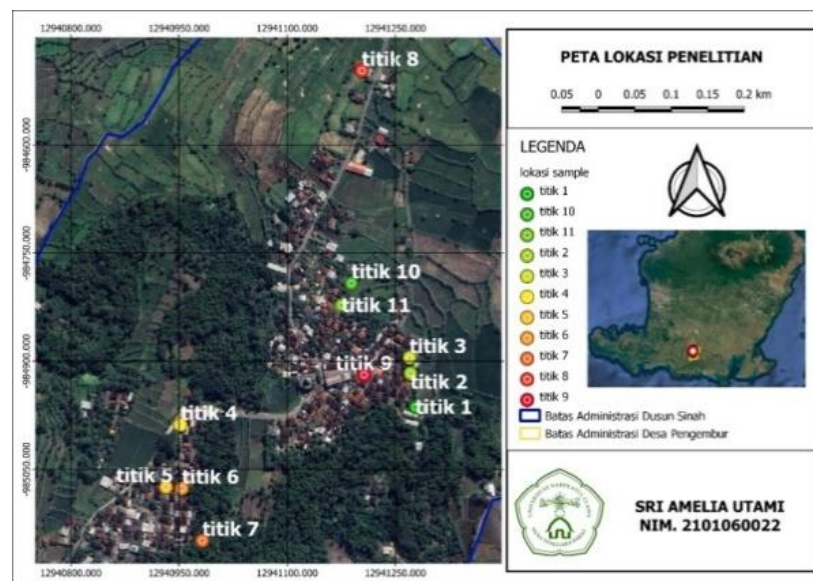 12940800.000 12940950.000 12941100.000 12941250.000
titik 8
-984600.000
-984750.000
titik 10
titik 11
titik 3
titik 9
-984900.000
titik 2
titik 1
titik 4
titik 5 titik 6
-985050.000
titik 7
12940800.000 12940950.000 12941100.000 12941250.000
PETA LOKASI PENELITIAN
0.05 0 0.05 0.1 0.15 0.2 km
LEGENDA
lokasi sample
titik 1
titik 10
titik 11
titik 2
titik 3
titik 4
titik 5
titik 6
titik 7
titik 8
titik 9
Batas Administrasi Dusun Sinah
Batas Administrasi Desa Pengembur
SRI AMELIA UTAMI
NIM. 2101060022